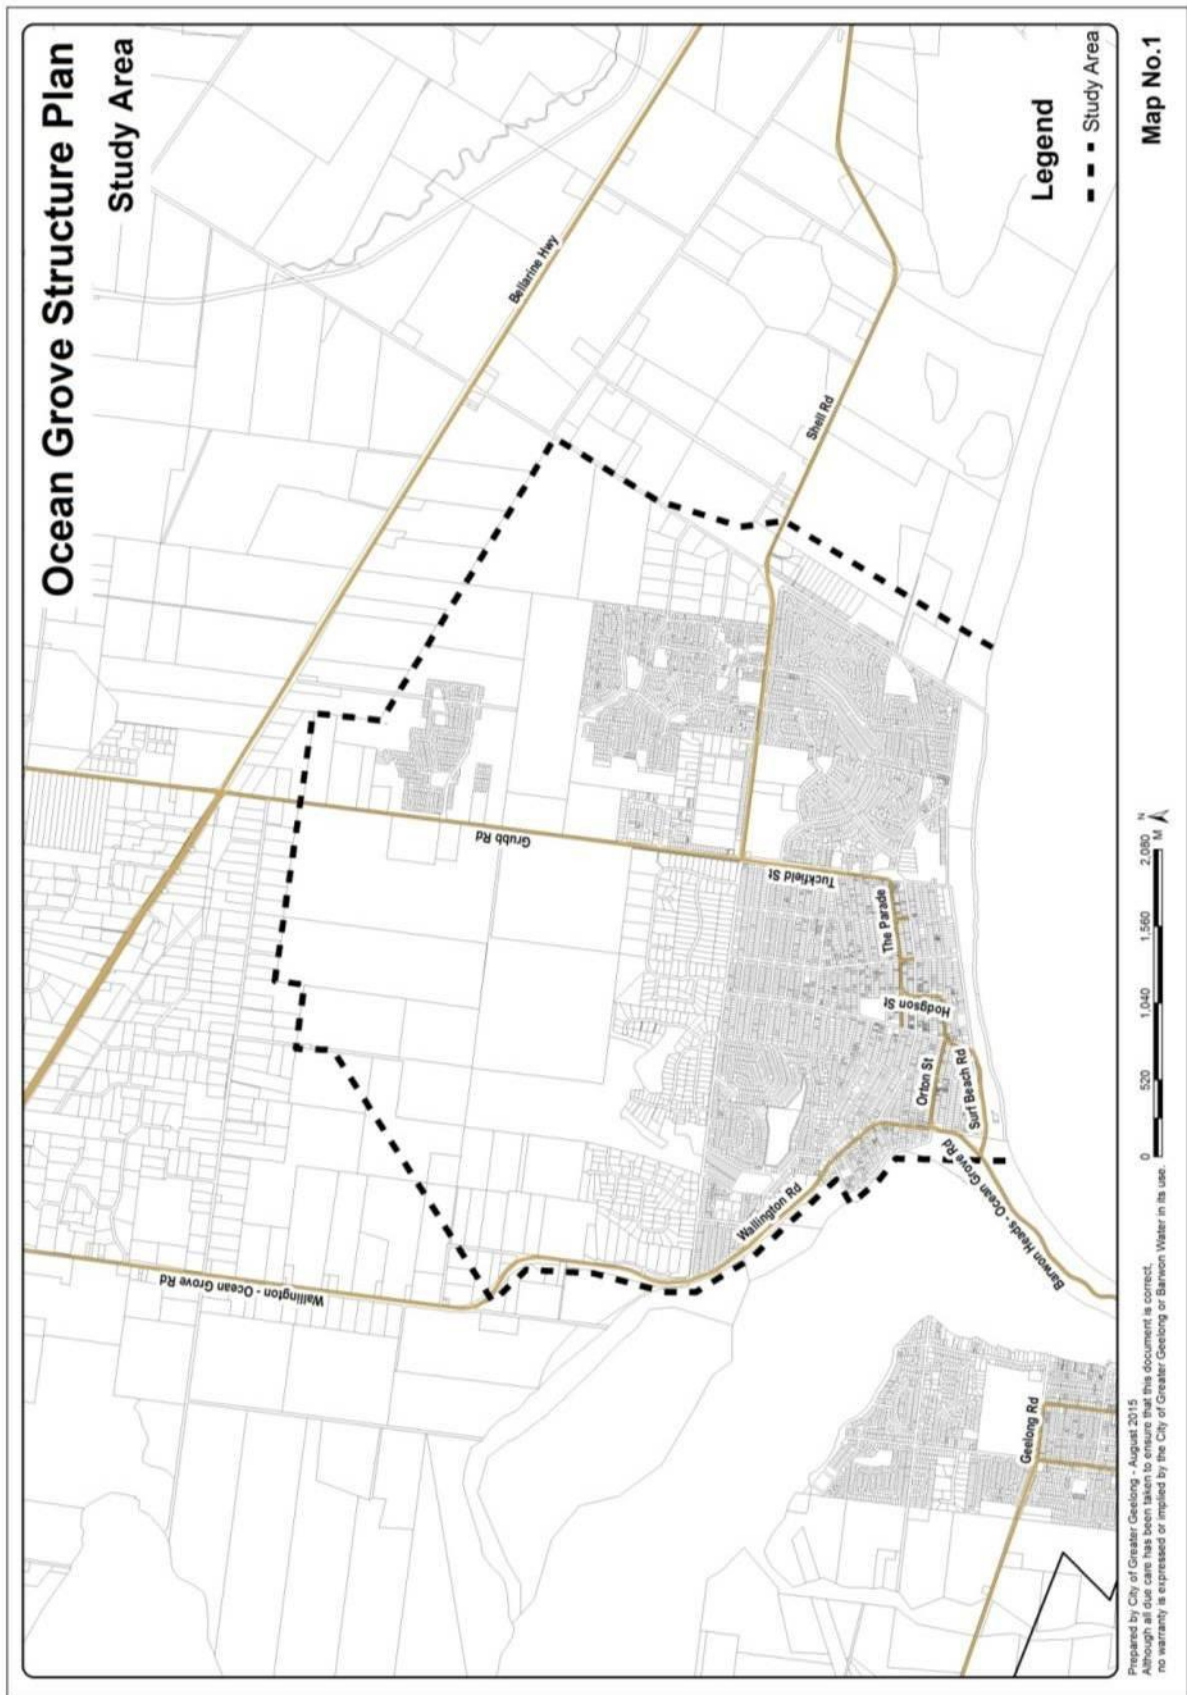 Ocean Grove Structure Plan
Study Area
Bellarine Hwy
Grubb Rd
Wallington - Ocean Grove Rd
Shell Rd
Tuckfield St
The Parade
Hodgson St
Orton St
Surf Beach Rd
Wallington Rd
Barwon Heads - Ocean Grove Rd
Geelong Rd
Legend
Study Area
0 520 1,040 1,560 2,080
M
N
Prepared by City of Greater Geelong - August 2015
Although all due care has been taken to ensure that this document is correct,
no warranty is expressed or implied by the City of Greater Geelong or Barwon Water in its use.
Map No.1